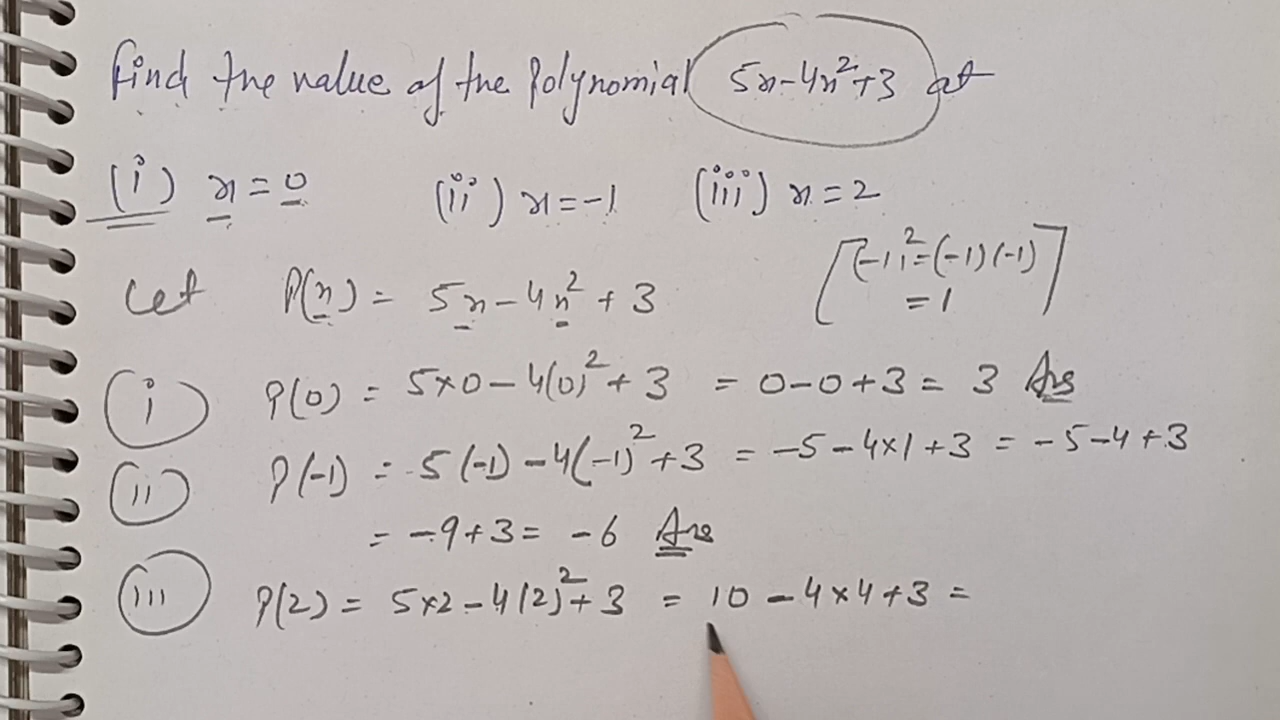 Find the value of the Polynomial 5x-4x²+3 at
(i) x=0 (ii) x=-1 (iii) x=2
[(-1)²=(-1)(-1)
=1]
Let P(x) = 5x-4x²+3
(i) P(0) = 5×0-4(0)²+3 = 0-0+3 = 3 Ans
(ii) P(-1) = 5(-1)-4(-1)²+3 = -5-4×1+3 = -5-4+3
= -9+3 = -6 Ans
(iii) P(2) = 5×2-4(2)²+3 = 10-4×4+3 =